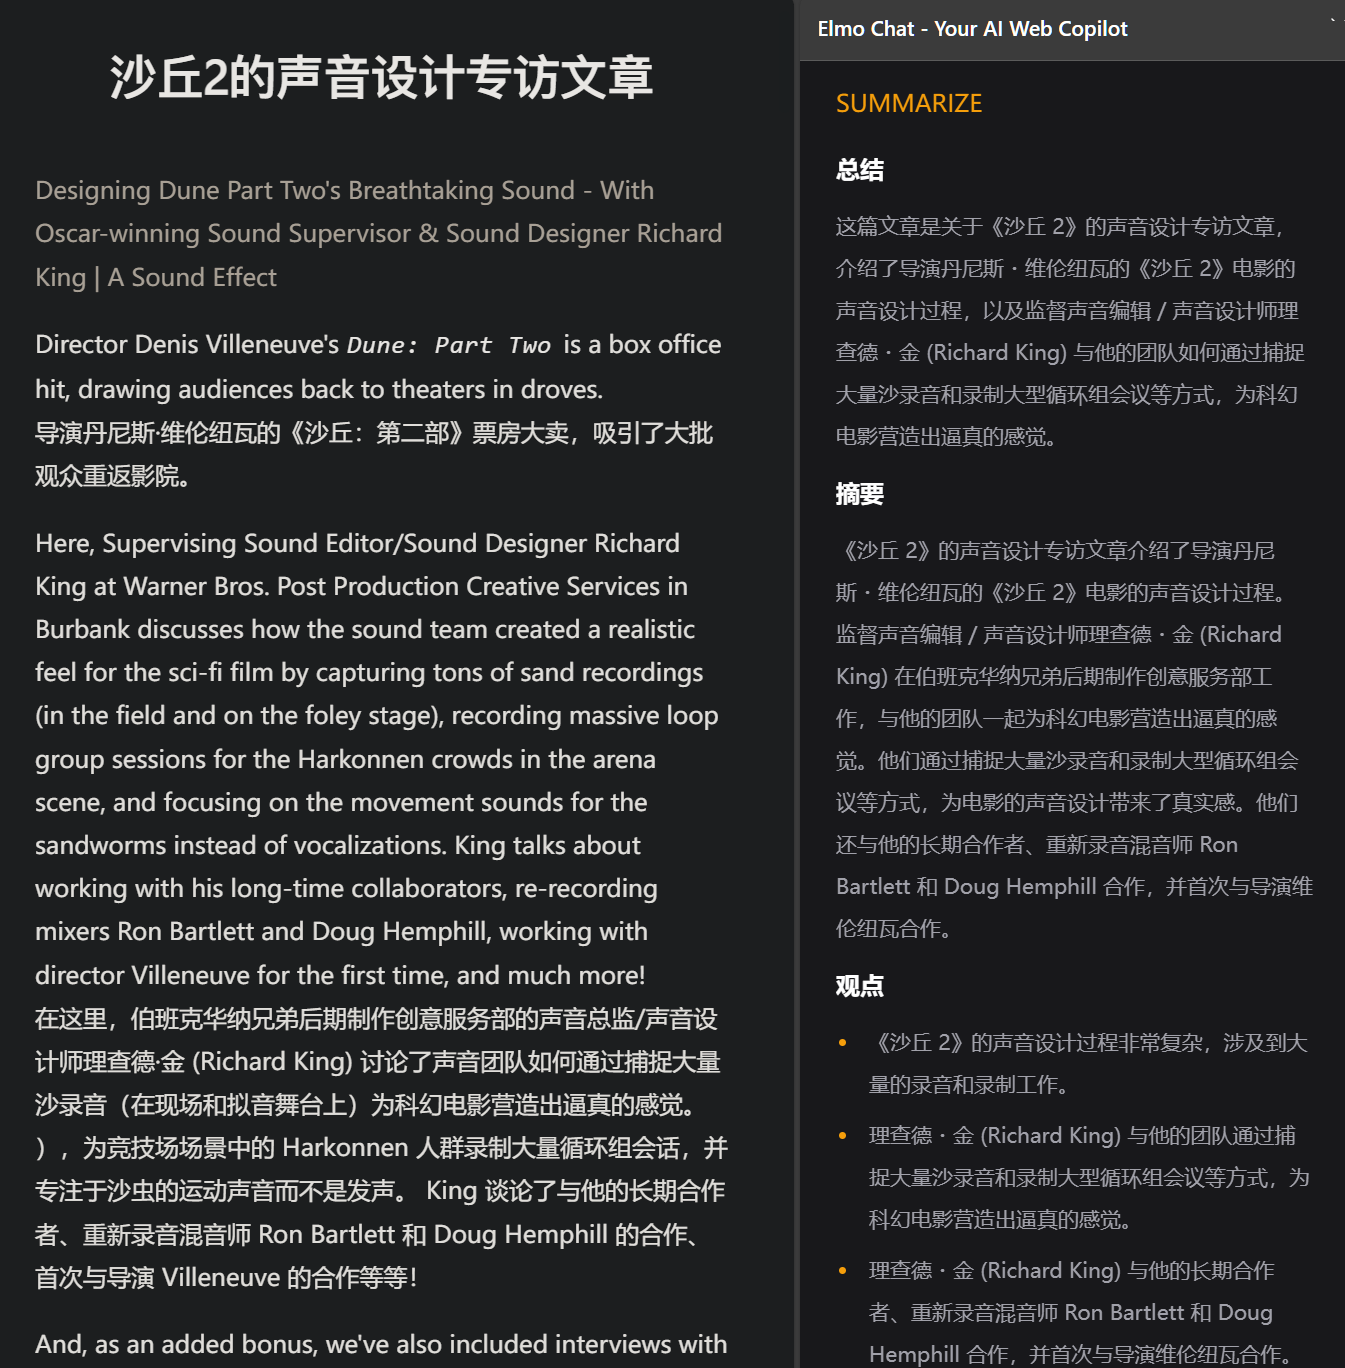 沙丘2的声音设计专访文章
Designing Dune Part Two's Breathtaking Sound - With
Oscar-winning Sound Supervisor & Sound Designer Richard
King | A Sound Effect
Director Denis Villeneuve's Dune: Part Two is a box office
hit, drawing audiences back to theaters in droves.
导演丹尼斯·维伦纽瓦的《沙丘：第二部》票房大卖，吸引了大批
观众重返影院。
Here, Supervising Sound Editor/Sound Designer Richard
King at Warner Bros. Post Production Creative Services in
Burbank discusses how the sound team created a realistic
feel for the sci-fi film by capturing tons of sand recordings
(in the field and on the foley stage), recording massive loop
group sessions for the Harkonnen crowds in the arena
scene, and focusing on the movement sounds for the
sandworms instead of vocalizations. King talks about
working with his long-time collaborators, re-recording
mixers Ron Bartlett and Doug Hemphill, working with
director Villeneuve for the first time, and much more!
在这里，伯班克华纳兄弟后期制作创意服务部的声音总监/声音设
计师理查德·金 (Richard King) 讨论了声音团队如何通过捕捉大量
沙录音（在现场和拟音舞台上）为科幻电影营造出逼真的感觉。
），为竞技场场景中的 Harkonnen 人群录制大量循环组会话，并
专注于沙虫的运动声音而不是发声。 King 谈论了与他的长期合作
者、重新录音混音师 Ron Bartlett 和 Doug Hemphill 的合作、
首次与导演 Villeneuve 的合作等等！
And, as an added bonus, we've also included interviews with
Elmo Chat - Your AI Web Copilot
SUMMARIZE
总结
这篇文章是关于《沙丘 2》的声音设计专访文章，
介绍了导演丹尼斯・维伦纽瓦的《沙丘 2》电影的
声音设计过程，以及监督声音编辑 / 声音设计师理
查德・金 (Richard King) 与他的团队如何通过捕捉
大量沙录音和录制大型循环组会议等方式，为科幻
电影营造出逼真的感觉。
摘要
《沙丘 2》的声音设计专访文章介绍了导演丹尼
斯・维伦纽瓦的《沙丘 2》电影的声音设计过程。
监督声音编辑 / 声音设计师理查德・金 (Richard
King) 在伯班克华纳兄弟后期制作创意服务部工
作，与他的团队一起为科幻电影营造出逼真的感
觉。他们通过捕捉大量沙录音和录制大型循环组会
议等方式，为电影的声音设计带来了真实感。他们
还与他的长期合作者、重新录音混音师 Ron
Bartlett 和 Doug Hemphill 合作，并首次与导演维
伦纽瓦合作。
观点
• 《沙丘 2》的声音设计过程非常复杂，涉及到大
量的录音和录制工作。
• 理查德・金 (Richard King) 与他的团队通过捕
捉大量沙录音和录制大型循环组会议等方式，为
科幻电影营造出逼真的感觉。
• 理查德・金 (Richard King) 与他的长期合作
者、重新录音混音师 Ron Bartlett 和 Doug
Hemphill 合作，并首次与导演维伦纽瓦合作。